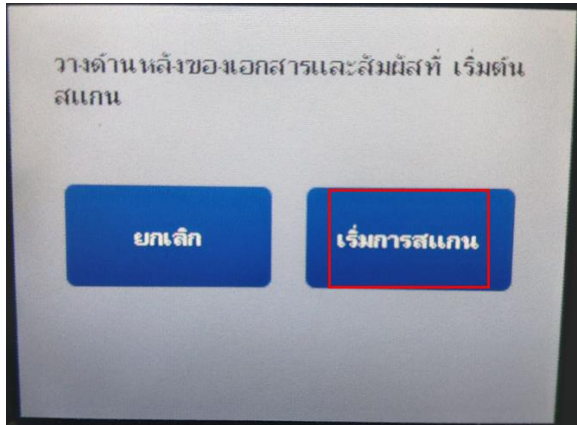 วางด้านหลังของเอกสารและสัมผัสที่ เริ่มต้น
สแกน
ยกเลิก
เริ่มการสแกน